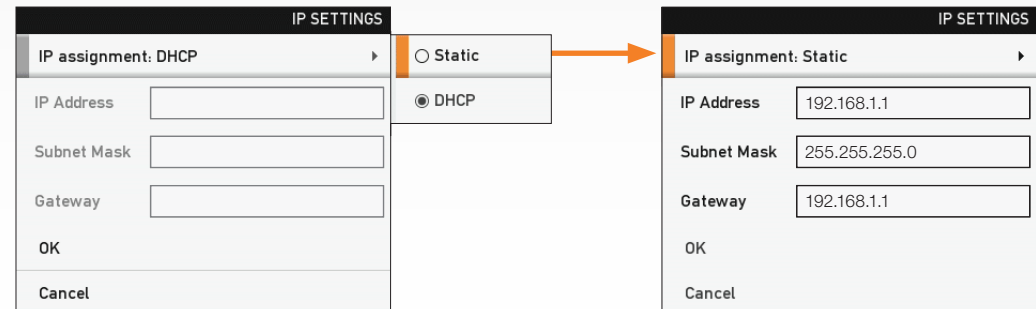 IP SETTINGS
IP assignment: DHCP
IP Address
Subnet Mask
Gateway
OK
Cancel
Static
DHCP
IP SETTINGS
IP assignment: Static
IP Address 192.168.1.1
Subnet Mask 255.255.255.0
Gateway 192.168.1.1
OK
Cancel